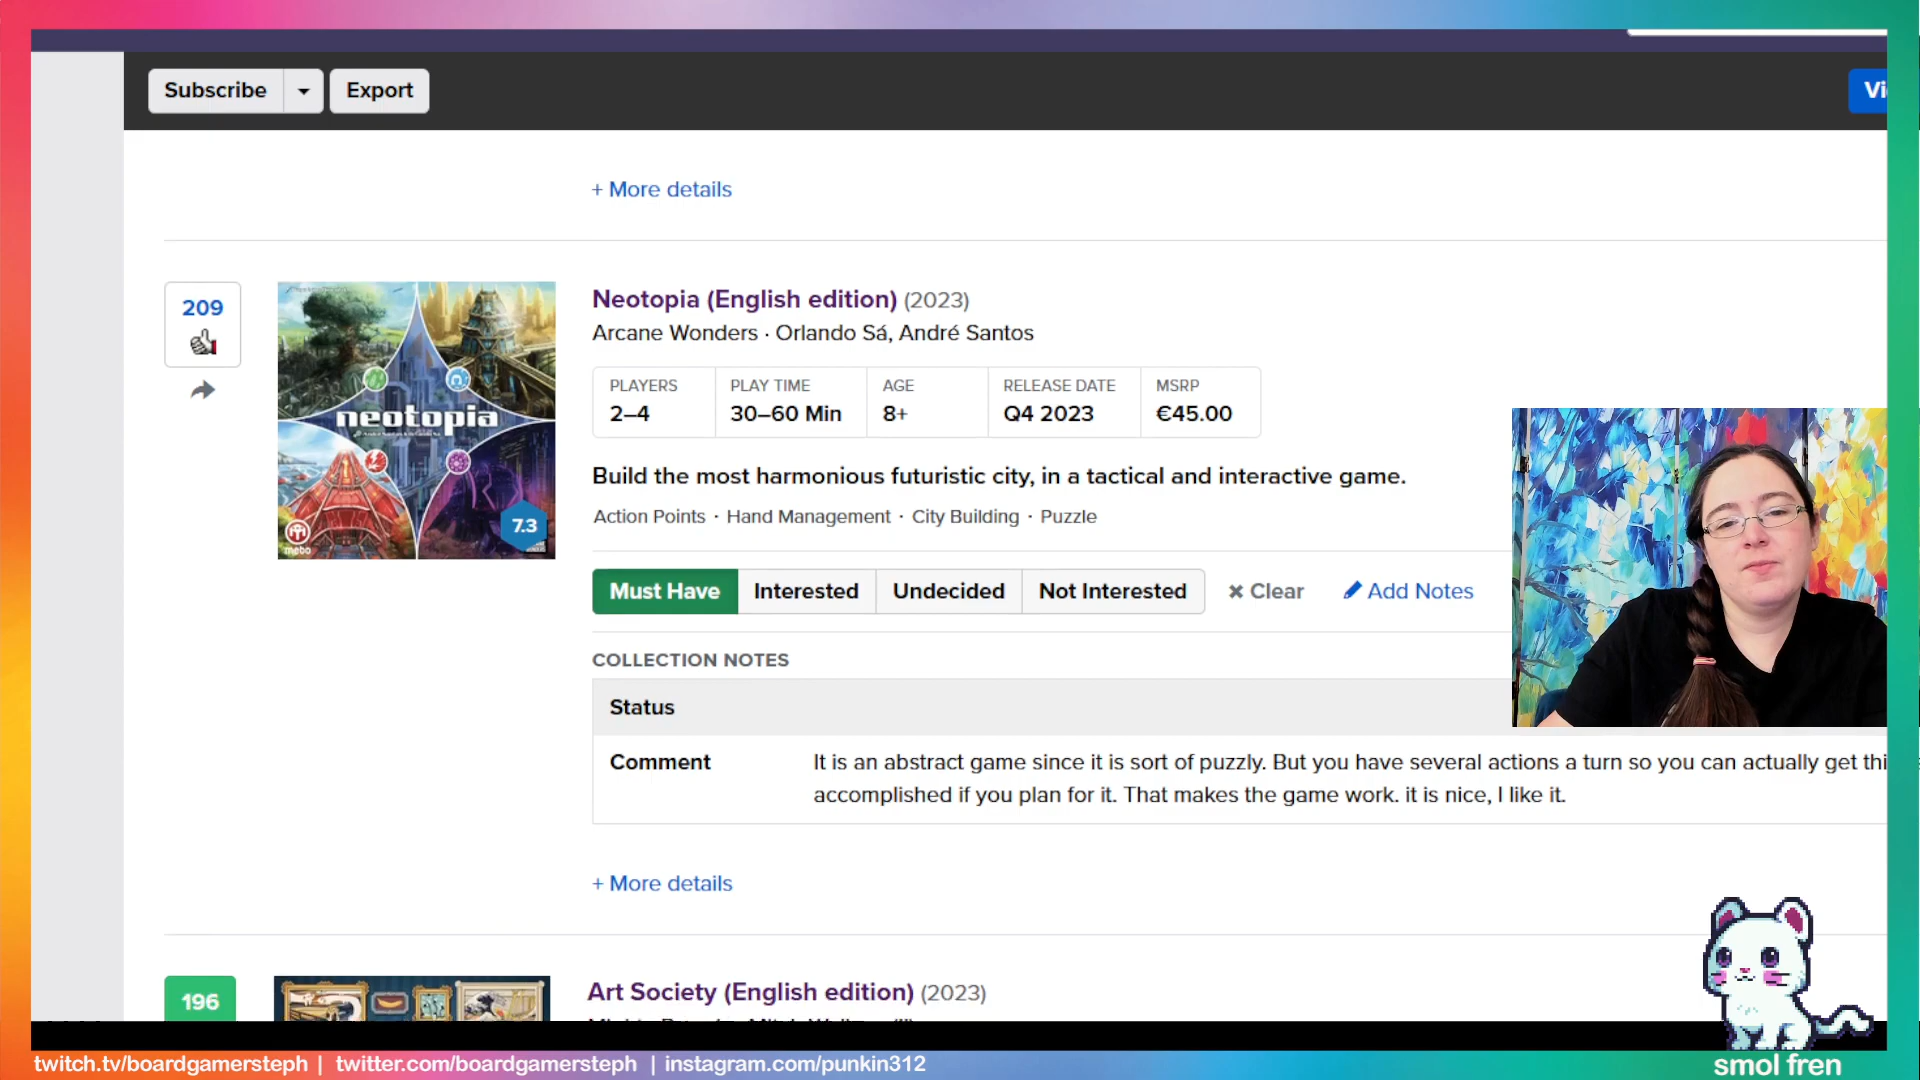 Subscribe
Export
Vi
+ More details
209
neotopia
mebo
7.3
Neotopia (English edition) (2023)
Arcane Wonders · Orlando Sá, André Santos
PLAYERS
2–4
PLAY TIME
30–60 Min
AGE
8+
RELEASE DATE
Q4 2023
MSRP
€45.00
Build the most harmonious futuristic city, in a tactical and interactive game.
Action Points · Hand Management · City Building · Puzzle
Must Have
Interested
Undecided
Not Interested
Clear
Add Notes
COLLECTION NOTES
Status
Comment
It is an abstract game since it is sort of puzzly. But you have several actions a turn so you can actually get thi
accomplished if you plan for it. That makes the game work. it is nice, I like it.
+ More details
196
Art Society (English edition) (2023)
twitch.tv/boardgamersteph | twitter.com/boardgamersteph | instagram.com/punkin312
smol fren